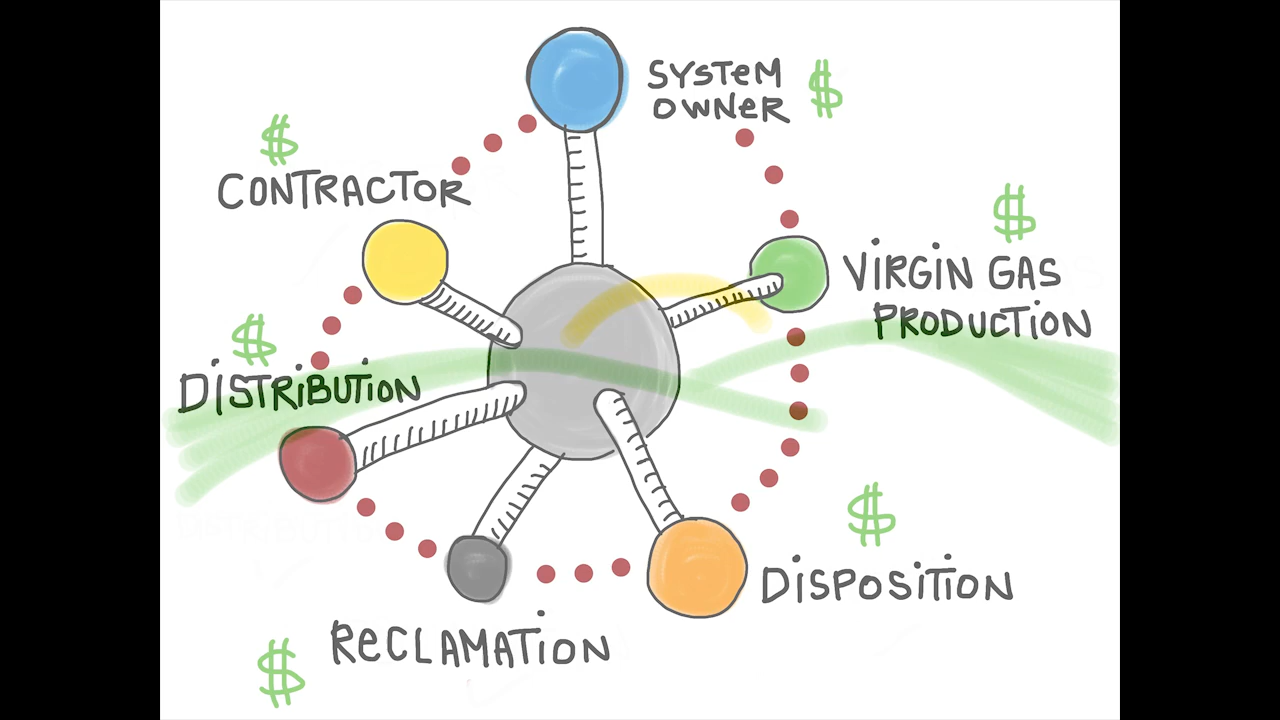 SYSTEM
OWNER
$
$
CONTRACTOR
$
VIRGIN GAS
PRODUCTION
$
DISTRIBUTION
$
DISPOSITION
RECLAMATION
$